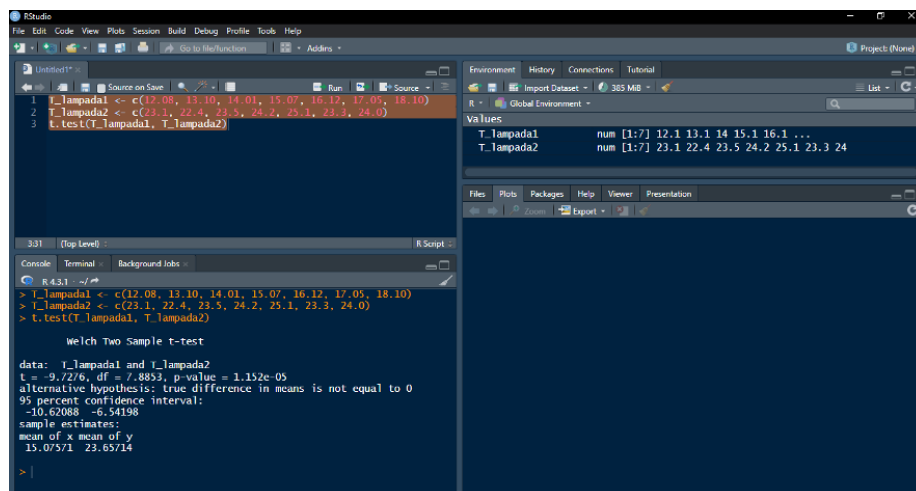 RStudio
File Edit Code View Plots Session Build Debug Profile Tools Help
Go to file/function
Addins
Project: (None)
Untitled1*
Source on Save
Run
Source
1 T_lampada1 <- c(12.08, 13.10, 14.01, 15.07, 16.12, 17.05, 18.10)
2 T_lampada2 <- c(23.1, 22.4, 23.5, 24.2, 25.1, 23.3, 24.0)
3 t.test(T_lampada1, T_lampada2)
3:31 (Top Level) R Script
Console Terminal Background Jobs
R 4.3.1 · ~/
> T_lampada1 <- c(12.08, 13.10, 14.01, 15.07, 16.12, 17.05, 18.10)
> T_lampada2 <- c(23.1, 22.4, 23.5, 24.2, 25.1, 23.3, 24.0)
> t.test(T_lampada1, T_lampada2)
Welch Two Sample t-test
data: T_lampada1 and T_lampada2
t = -9.7276, df = 7.8853, p-value = 1.152e-05
alternative hypothesis: true difference in means is not equal to 0
95 percent confidence interval:
-10.62088 -6.54198
sample estimates:
mean of x mean of y
15.07571 23.65714
>
Environment History Connections Tutorial
Import Dataset 385 MiB List
R Global Environment
Values
T_lampada1 num [1:7] 12.1 13.1 14 15.1 16.1 ...
T_lampada2 num [1:7] 23.1 22.4 23.5 24.2 25.1 23.3 24
Files Plots Packages Help Viewer Presentation
Zoom Export